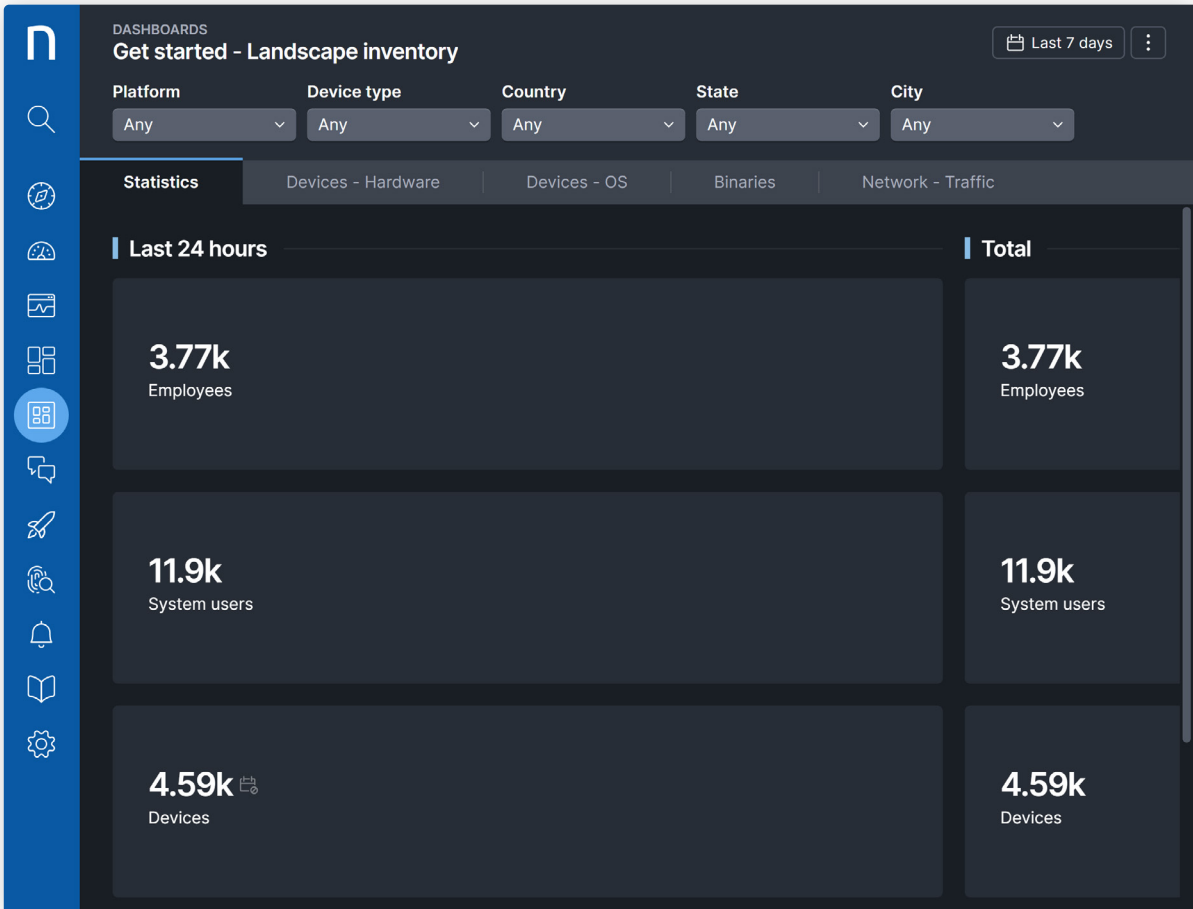 n
DASHBOARDS
Get started - Landscape inventory
Last 7 days
Platform Device type Country State City
Any Any Any Any Any
Statistics Devices - Hardware Devices - OS Binaries Network - Traffic
Last 24 hours Total
3.77k 3.77k
Employees Employees
11.9k 11.9k
System users System users
4.59k 4.59k
Devices Devices